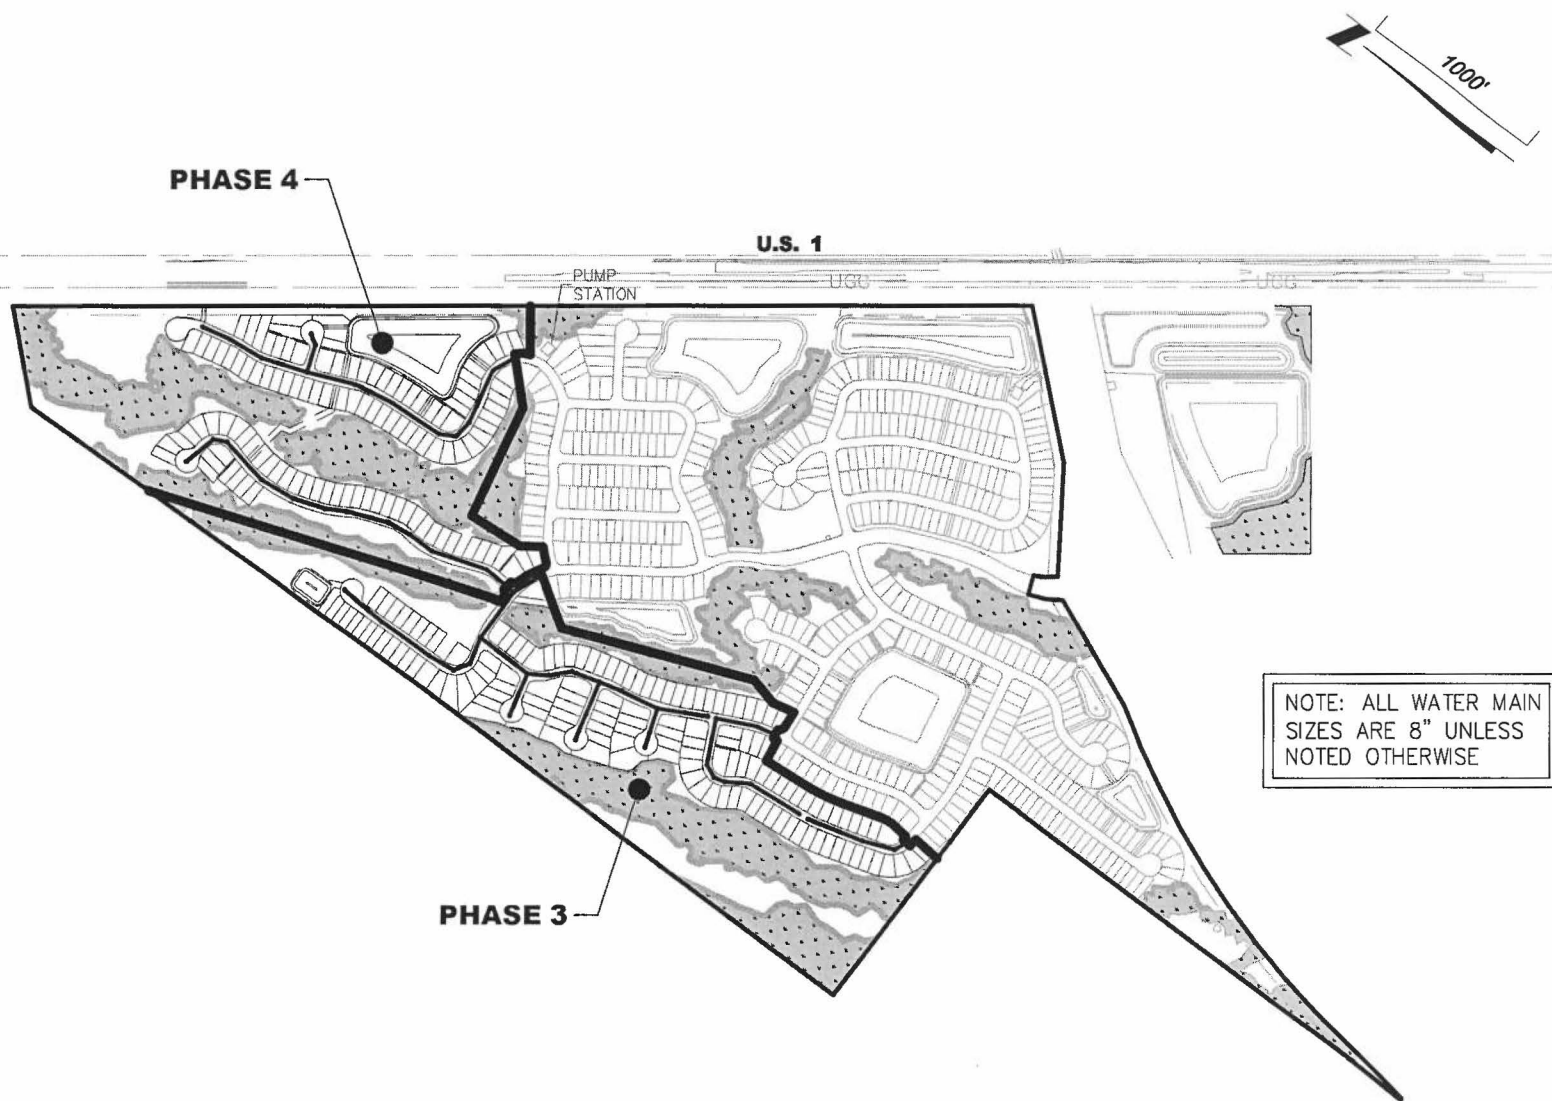 1000'
PHASE 4
U.S. 1
PUMP
STATION
NOTE: ALL WATER MAIN
SIZES ARE 8" UNLESS
NOTED OTHERWISE
PHASE 3